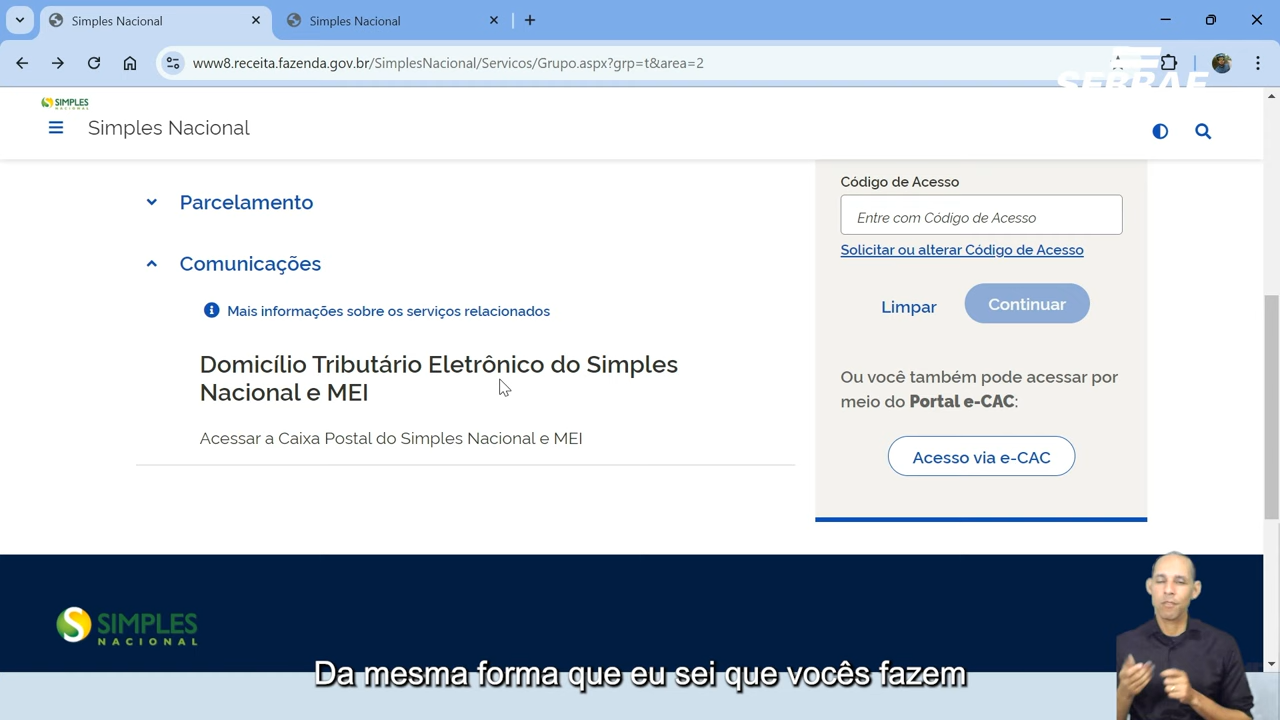 Simples Nacional
Simples Nacional
www8.receita.fazenda.gov.br/SimplesNacional/Servicos/Grupo.aspx?grp=t&area=2
SEBRAE
SIMPLES
NACIONAL
Simples Nacional
Parcelamento
Comunicações
Mais informações sobre os serviços relacionados
Domicílio Tributário Eletrônico do Simples
Nacional e MEI
Acessar a Caixa Postal do Simples Nacional e MEI
Código de Acesso
Entre com Código de Acesso
Solicitar ou alterar Código de Acesso
Limpar
Continuar
Ou você também pode acessar por
meio do Portal e-CAC:
Acesso via e-CAC
SIMPLES
NACIONAL
Da mesma forma que eu sei que vocês fazem